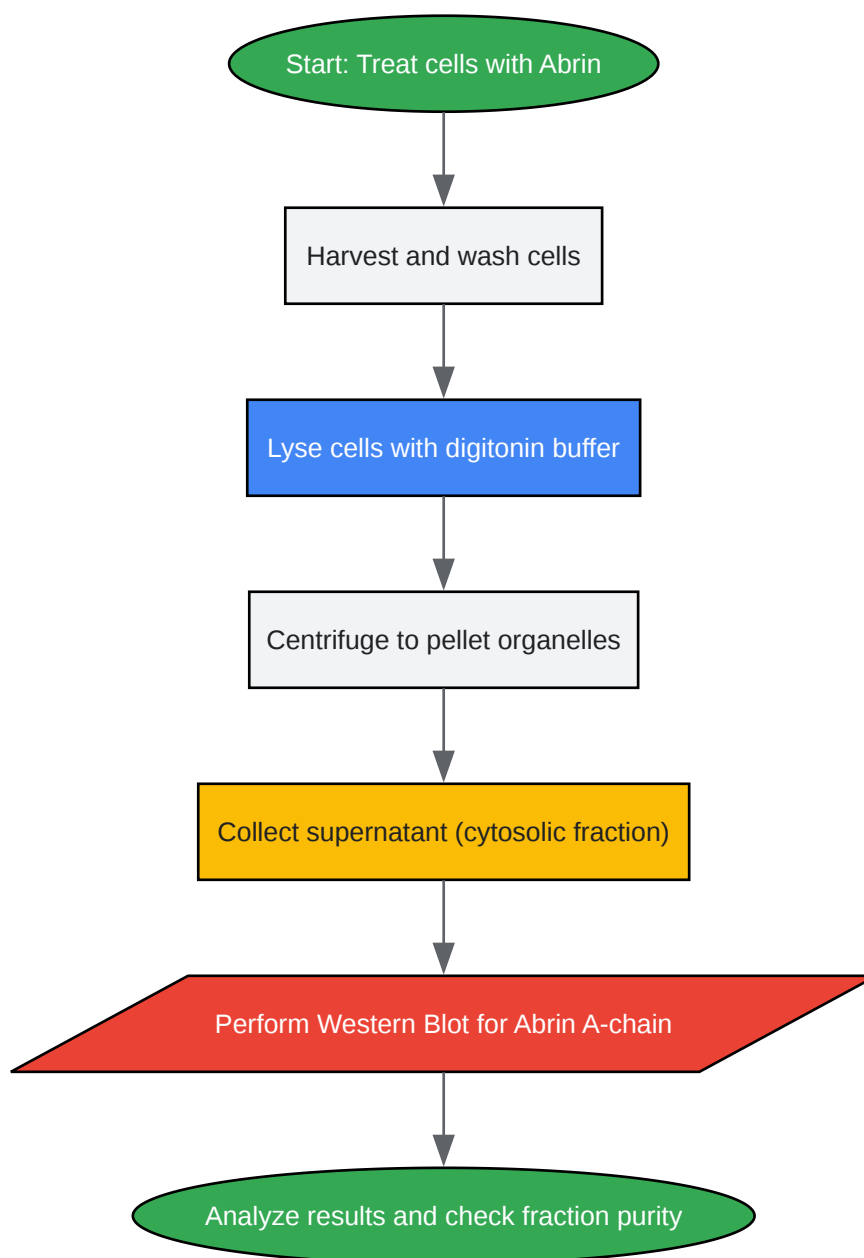 Start: Treat cells with Abrin
Harvest and wash cells
Lyse cells with digitonin buffer
Centrifuge to pellet organelles
Collect supernatant (cytosolic fraction)
Perform Western Blot for Abrin A-chain
Analyze results and check fraction purity